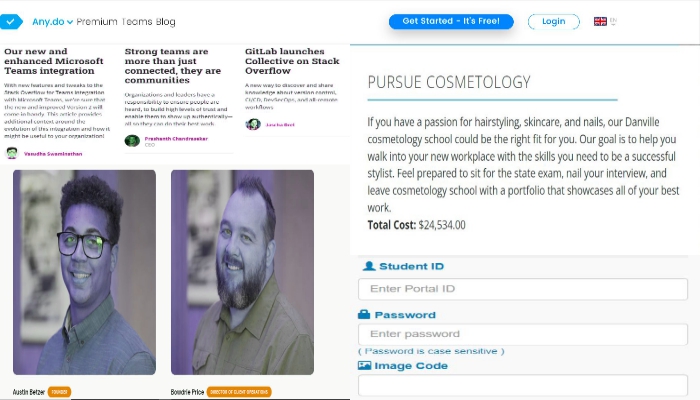 Any.do Premium Teams Blog
Get Started - It's Free!
Login
EN
Our new and
enhanced Microsoft
Teams integration
With new features and tweaks to the
Stack Overflow for Teams integration
with Microsoft Teams, we're sure that
the new and improved Version 2 will
come in handy. This article provides
additional context around the
evolution of this integration and how it
might be useful to your organization!
Vasudha Swaminathan
Strong teams are
more than just
connected, they are
communities
Organizations and leaders have a
responsibility to ensure people are
heard, to build high levels of trust and
enable them to show up authentically—
all so they can do their best work.
Prashanth Chandrasekar
CEO
GitLab launches
Collective on Stack
Overflow
A new way to discover and share
knowledge about version control,
CI/CD, DevSecOps, and all-remote
workflows.
PURSUE COSMETOLOGY
If you have a passion for hairstyling, skincare, and nails, our Danville
cosmetology school could be the right fit for you. Our goal is to help you
walk into your new workplace with the skills you need to be a successful
stylist. Feel prepared to sit for the state exam, nail your interview, and
leave cosmetology school with a portfolio that showcases all of your best
work.
Total Cost: $24,534.00
Austin Betzer FOUNDER
Bowdrie Price DIRECTOR OF CLIENT OPERATIONS
Student ID
Enter Portal ID
Password
Enter password
( Password is case sensitive )
Image Code